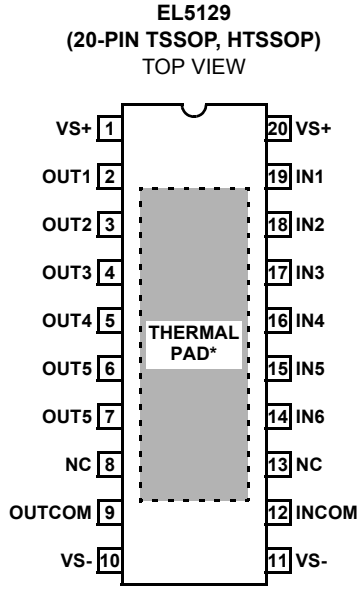 EL5129
(20-PIN TSSOP, HTSSOP)
TOP VIEW
VS+ 1 20 VS+
OUT1 2 19 IN1
OUT2 3 18 IN2
OUT3 4 17 IN3
OUT4 5 16 IN4
THERMAL
PAD*
OUT5 6 15 IN5
OUT5 7 14 IN6
NC 8 13 NC
OUTCOM 9 12 INCOM
VS- 10 11 VS-